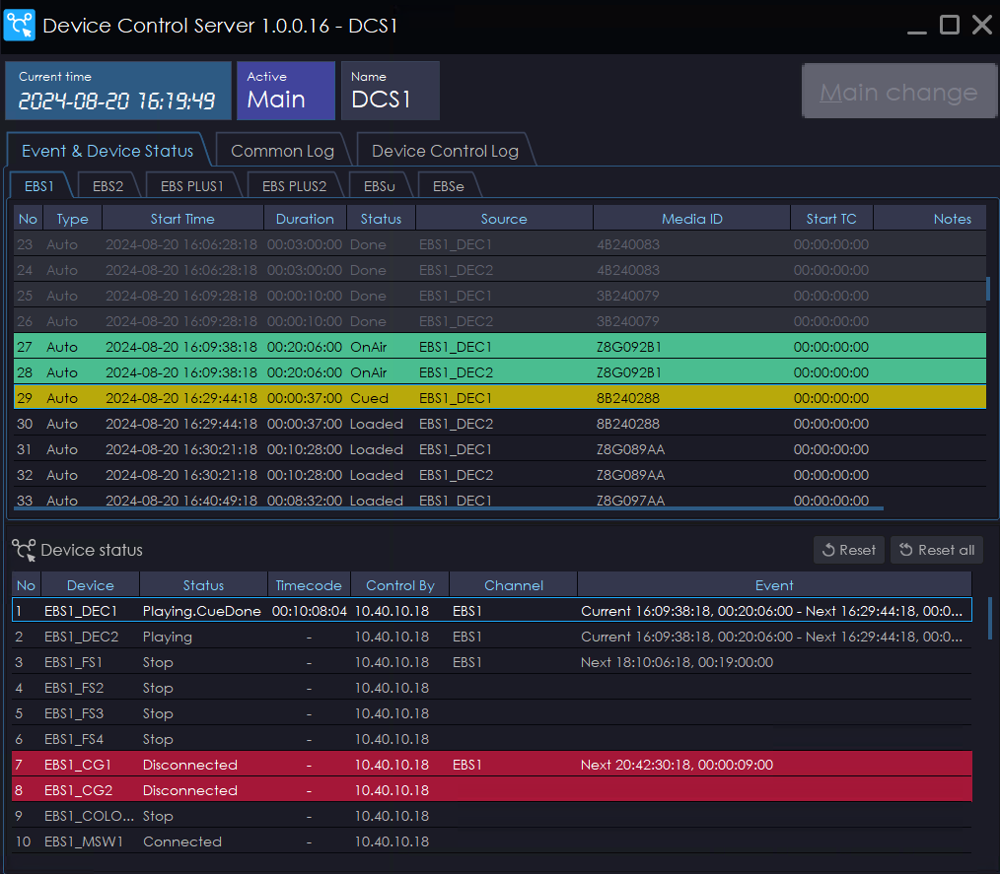 Device Control Server 1.0.0.16 - DCS1
Current time
2024-08-20 16:19:49
Active
Main
Name
DCS1
Main change
Event & Device Status Common Log Device Control Log
EBS1 EBS2 EBS PLUS1 EBS PLUS2 EBSu EBSe
No Type Start Time Duration Status Source Media ID Start TC Notes
23 Auto 2024-08-20 16:06:28:18 00:03:00:00 Done EBS1_DEC1 4B240083 00:00:00:00
24 Auto 2024-08-20 16:06:28:18 00:03:00:00 Done EBS1_DEC2 4B240083 00:00:00:00
25 Auto 2024-08-20 16:09:28:18 00:00:10:00 Done EBS1_DEC1 3B240079 00:00:00:00
26 Auto 2024-08-20 16:09:28:18 00:00:10:00 Done EBS1_DEC2 3B240079 00:00:00:00
27 Auto 2024-08-20 16:09:38:18 00:20:06:00 OnAir EBS1_DEC1 Z8G092B1 00:00:00:00
28 Auto 2024-08-20 16:09:38:18 00:20:06:00 OnAir EBS1_DEC2 Z8G092B1 00:00:00:00
29 Auto 2024-08-20 16:29:44:18 00:00:37:00 Cued EBS1_DEC1 8B240288 00:00:00:00
30 Auto 2024-08-20 16:29:44:18 00:00:37:00 Loaded EBS1_DEC2 8B240288 00:00:00:00
31 Auto 2024-08-20 16:30:21:18 00:10:28:00 Loaded EBS1_DEC1 Z8G089AA 00:00:00:00
32 Auto 2024-08-20 16:30:21:18 00:10:28:00 Loaded EBS1_DEC2 Z8G089AA 00:00:00:00
33 Auto 2024-08-20 16:40:49:18 00:08:32:00 Loaded EBS1_DEC1 Z8G097AA 00:00:00:00
Device status Reset Reset all
No Device Status Timecode Control By Channel Event
1 EBS1_DEC1 Playing.CueDone 00:10:08:04 10.40.10.18 EBS1 Current 16:09:38:18, 00:20:06:00 - Next 16:29:44:18, 00:0...
2 EBS1_DEC2 Playing - 10.40.10.18 EBS1 Current 16:09:38:18, 00:20:06:00 - Next 16:29:44:18, 00:0...
3 EBS1_FS1 Stop - 10.40.10.18 EBS1 Next 18:10:06:18, 00:19:00:00
4 EBS1_FS2 Stop - 10.40.10.18
5 EBS1_FS3 Stop - 10.40.10.18
6 EBS1_FS4 Stop - 10.40.10.18
7 EBS1_CG1 Disconnected - 10.40.10.18 EBS1 Next 20:42:30:18, 00:00:09:00
8 EBS1_CG2 Disconnected - 10.40.10.18
9 EBS1_COLO... Stop - 10.40.10.18
10 EBS1_MSW1 Connected - 10.40.10.18